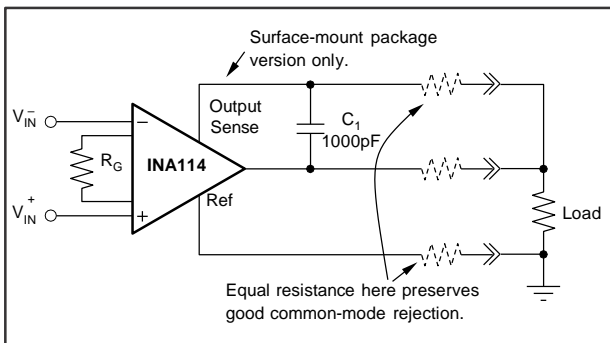 Surface-mount package
version only.
Output
Sense
C1
1000pF
V−IN
−
RG
INA114
Ref
V+IN
+
Load
Equal resistance here preserves
good common-mode rejection.